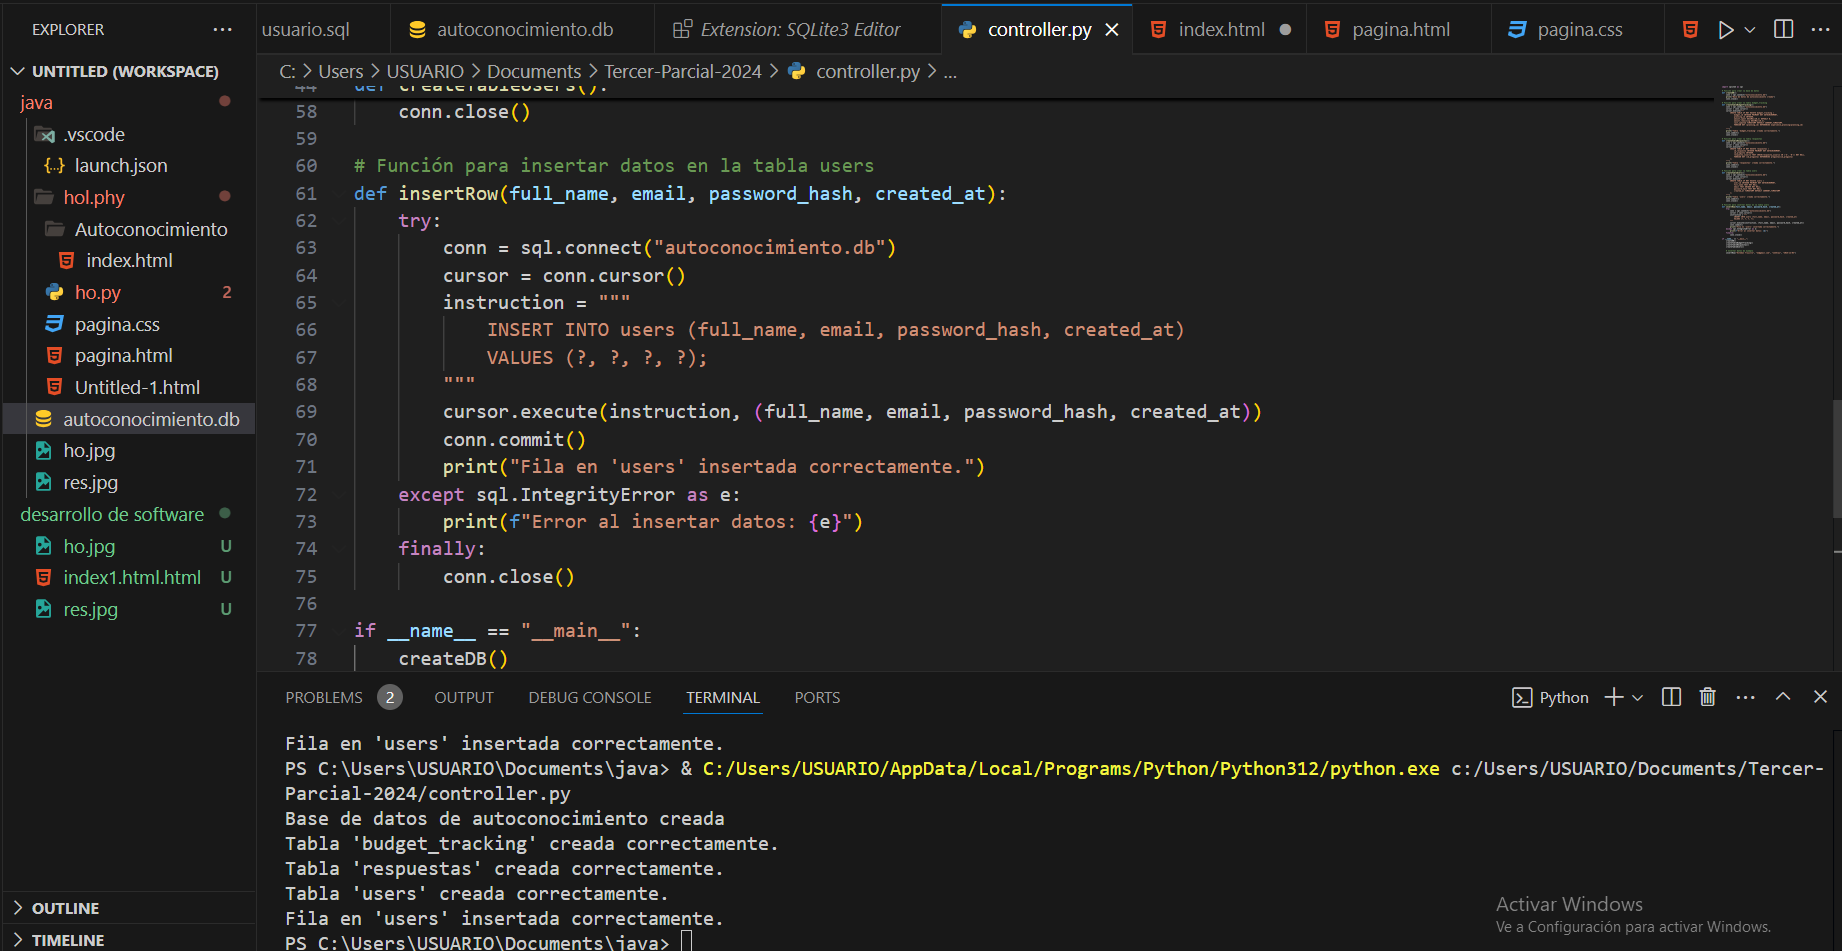 EXPLORER
UNTITLED (WORKSPACE)
java
.vscode
launch.json
hol.phy
Autoconocimiento
index.html
ho.py 2
pagina.css
pagina.html
Untitled-1.html
autoconocimiento.db
ho.jpg
res.jpg
desarrollo de software
ho.jpg U
index1.html.html U
res.jpg U
OUTLINE
TIMELINE
usuario.sql autoconocimiento.db Extension: SQLite3 Editor controller.py index.html pagina.html pagina.css
C: > Users > USUARIO > Documents > Tercer-Parcial-2024 > controller.py > ...
44 def createTableUsers():
58 conn.close()
59
60 # Función para insertar datos en la tabla users
61 def insertRow(full_name, email, password_hash, created_at):
62 try:
63 conn = sql.connect("autoconocimiento.db")
64 cursor = conn.cursor()
65 instruction = """
66 INSERT INTO users (full_name, email, password_hash, created_at)
67 VALUES (?, ?, ?, ?);
68 """
69 cursor.execute(instruction, (full_name, email, password_hash, created_at))
70 conn.commit()
71 print("Fila en 'users' insertada correctamente.")
72 except sql.IntegrityError as e:
73 print(f"Error al insertar datos: {e}")
74 finally:
75 conn.close()
76
77 if __name__ == "__main__":
78 createDB()
PROBLEMS 2 OUTPUT DEBUG CONSOLE TERMINAL PORTS Python
Fila en 'users' insertada correctamente.
PS C:\Users\USUARIO\Documents\java> & C:/Users/USUARIO/AppData/Local/Programs/Python/Python312/python.exe c:/Users/USUARIO/Documents/Tercer-
Parcial-2024/controller.py
Base de datos de autoconocimiento creada
Tabla 'budget_tracking' creada correctamente.
Tabla 'respuestas' creada correctamente.
Tabla 'users' creada correctamente.
Fila en 'users' insertada correctamente.
PS C:\Users\USUARIO\Documents\java>
Activar Windows
Ve a Configuración para activar Windows.